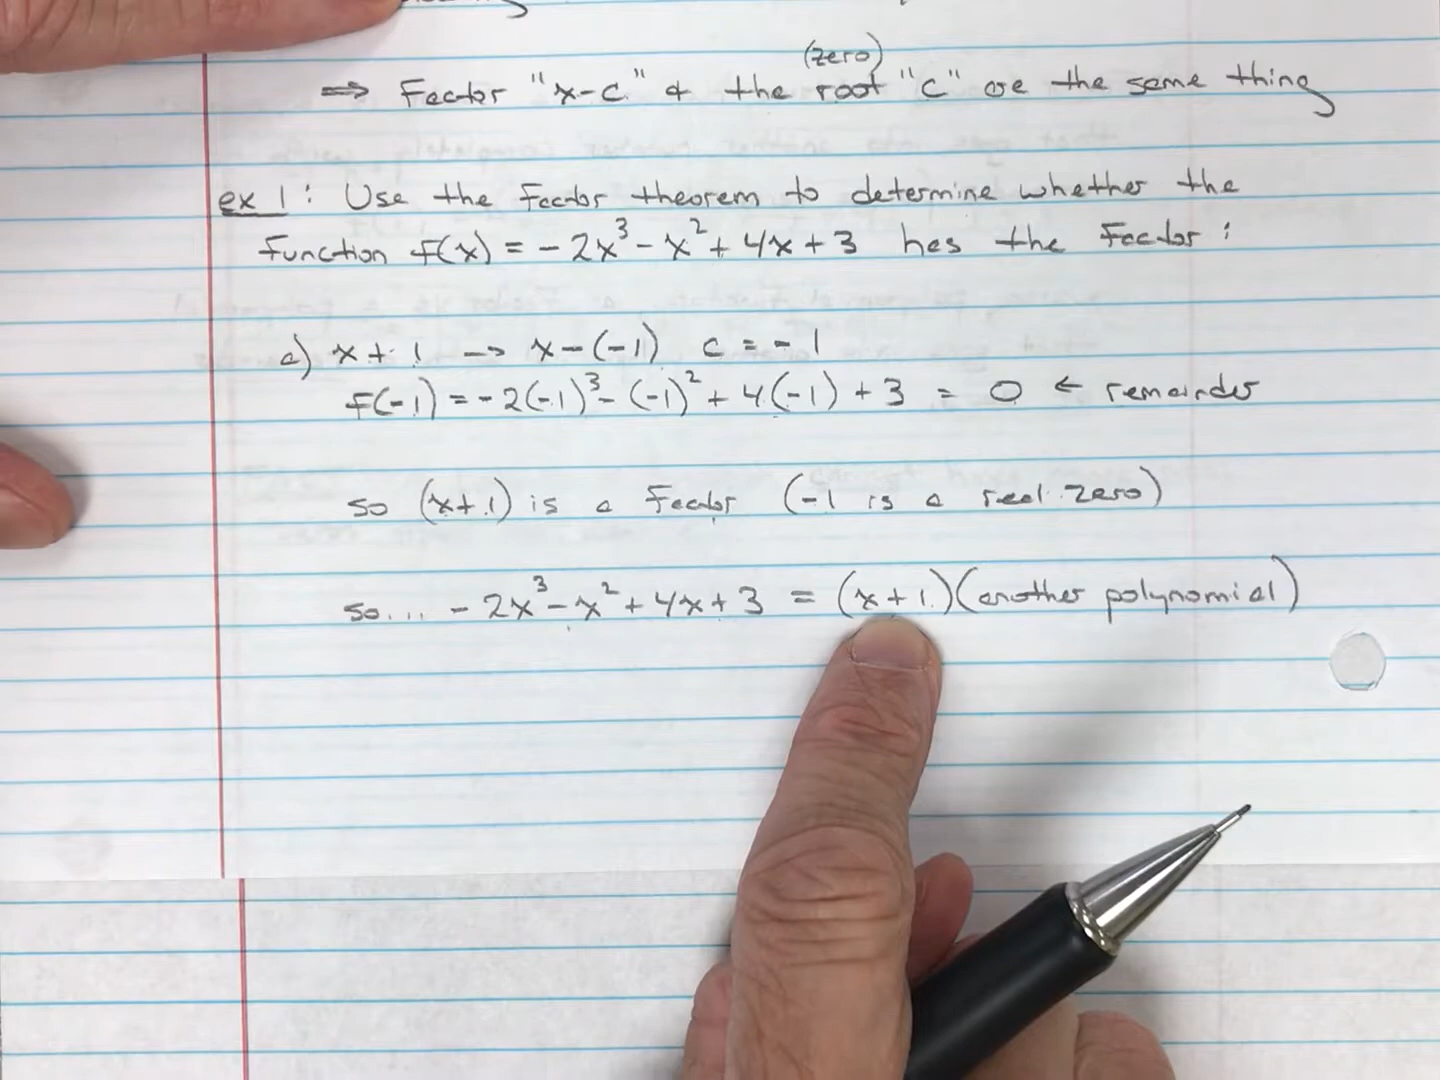 (zero)
⇒ Factor "x-c" & the root "c" are the same thing
ex 1: Use the Factor theorem to determine whether the
Function f(x) = -2x³ - x² + 4x + 3 has the Factor:
a) x + 1 → x-(-1) c = -1
f(-1) = -2(-1)³ - (-1)² + 4(-1) + 3 = 0 ← remainder
so (x+1) is a Factor (-1 is a real zero)
so... -2x³ - x² + 4x + 3 = (x+1)(another polynomial)